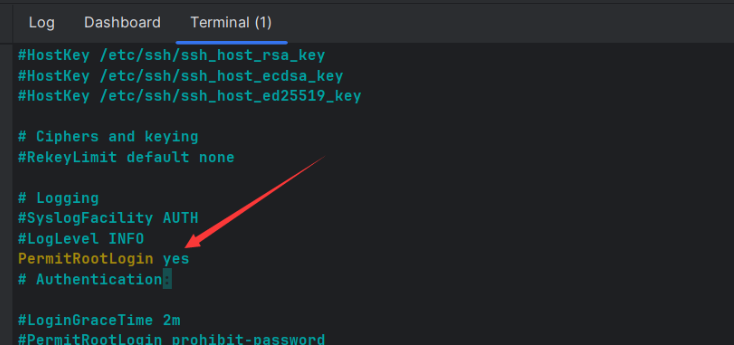 Log Dashboard Terminal (1)
#HostKey /etc/ssh/ssh_host_rsa_key
#HostKey /etc/ssh/ssh_host_ecdsa_key
#HostKey /etc/ssh/ssh_host_ed25519_key
# Ciphers and keying
#RekeyLimit default none
# Logging
#SyslogFacility AUTH
#LogLevel INFO
PermitRootLogin yes
# Authentication:
#LoginGraceTime 2m
#PermitRootLogin prohibit-password